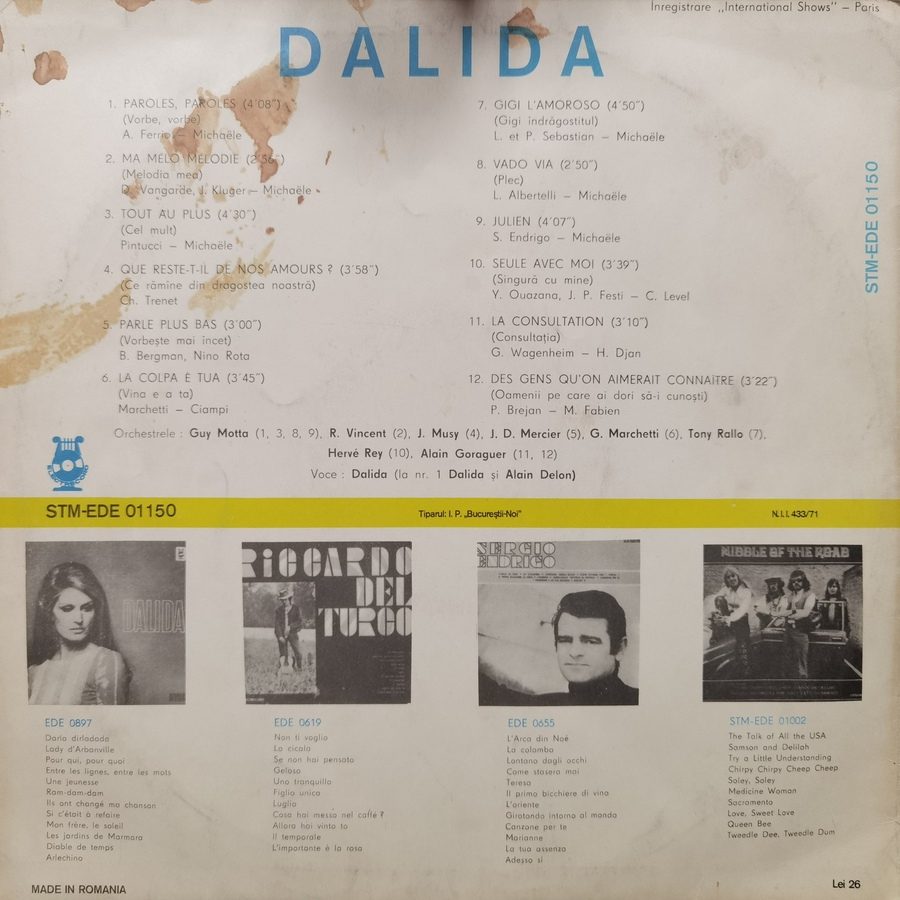 Inregistrare „International Shows” – Paris
DALIDA
1. PAROLES, PAROLES (4′08″)
(Vorbe, vorbe)
A. Ferrio – Michaële
2. MA MELO MELODIE (2′56″)
(Melodia mea)
D. Vangarde, J. Kluger – Michaële
3. TOUT AU PLUS (4′30″)
(Cel mult)
Pintucci – Michaële
4. QUE RESTE-T-IL DE NOS AMOURS ? (3′58″)
(Ce rămine din dragostea noastră)
Ch. Trenet
5. PARLE PLUS BAS (3′00″)
(Vorbește mai incet)
B. Bergman, Nino Rota
6. LA COLPA È TUA (3′45″)
(Vina e a ta)
Marchetti – Ciampi
7. GIGI L'AMOROSO (4′50″)
(Gigi indrăgostitul)
L. et P. Sebastian – Michaële
8. VADO VIA (2′50″)
(Plec)
L. Albertelli – Michaële
9. JULIEN (4′07″)
S. Endrigo – Michaële
10. SEULE AVEC MOI (3′39″)
(Singură cu mine)
Y. Ouazana, J. P. Festi – C. Level
11. LA CONSULTATION (3′10″)
(Consultația)
G. Wagenheim – H. Djan
12. DES GENS QU'ON AIMERAIT CONNAITRE (3′22″)
(Oamenii pe care ai dori să-i cunoști)
P. Brejan – M. Fabien
STM-EDE 01150
Orchestrele : Guy Motta (1, 3, 8, 9), R. Vincent (2), J. Musy (4), J. D. Mercier (5), G. Marchetti (6), Tony Rallo (7),
Hervé Rey (10), Alain Goraguer (11, 12)
Voce : Dalida (la nr. 1 Dalida și Alain Delon)
STM-EDE 01150 Tiparul: I. P. „Bucureștii-Noi” N.I.I. 433/71
DALIDA
RICCARDO
DEL
TURCO
SERGIO
ENDRIGO
MIDDLE OF THE ROAD
EDE 0897
Darla dirladada
Lady d'Arbanville
Pour qui, pour quoi
Entre les lignes, entre les mots
Une jeunesse
Ram-dam-dam
Ils ont changé ma chanson
Si c'était à refaire
Mon frère, le soleil
Les jardins de Marmara
Diable de temps
Arlechino
EDE 0619
Non ti voglio
La cicala
Se non hai pensato
Geloso
Uno tranquillo
Figlio unica
Luglio
Cosa hai messo nel caffé ?
Allora hai vinto to
Il temporale
L'importante è la rosa
EDE 0655
L'Arca din Noé
La colomba
Lontano dagli occhi
Come stasera mai
Teresa
Il primo bicchiere di vino
L'oriente
Girotondo intorno al mondo
Canzone per te
Marianne
La tua assenza
Adesso si
STM-EDE 01002
The Talk of All the USA
Samson and Delilah
Try a Little Understanding
Chirpy Chirpy Cheep Cheep
Soley, Soley
Medicine Woman
Sacramento
Love, Sweet Love
Queen Bee
Tweedle Dee, Tweedle Dum
MADE IN ROMANIA
Lei 26